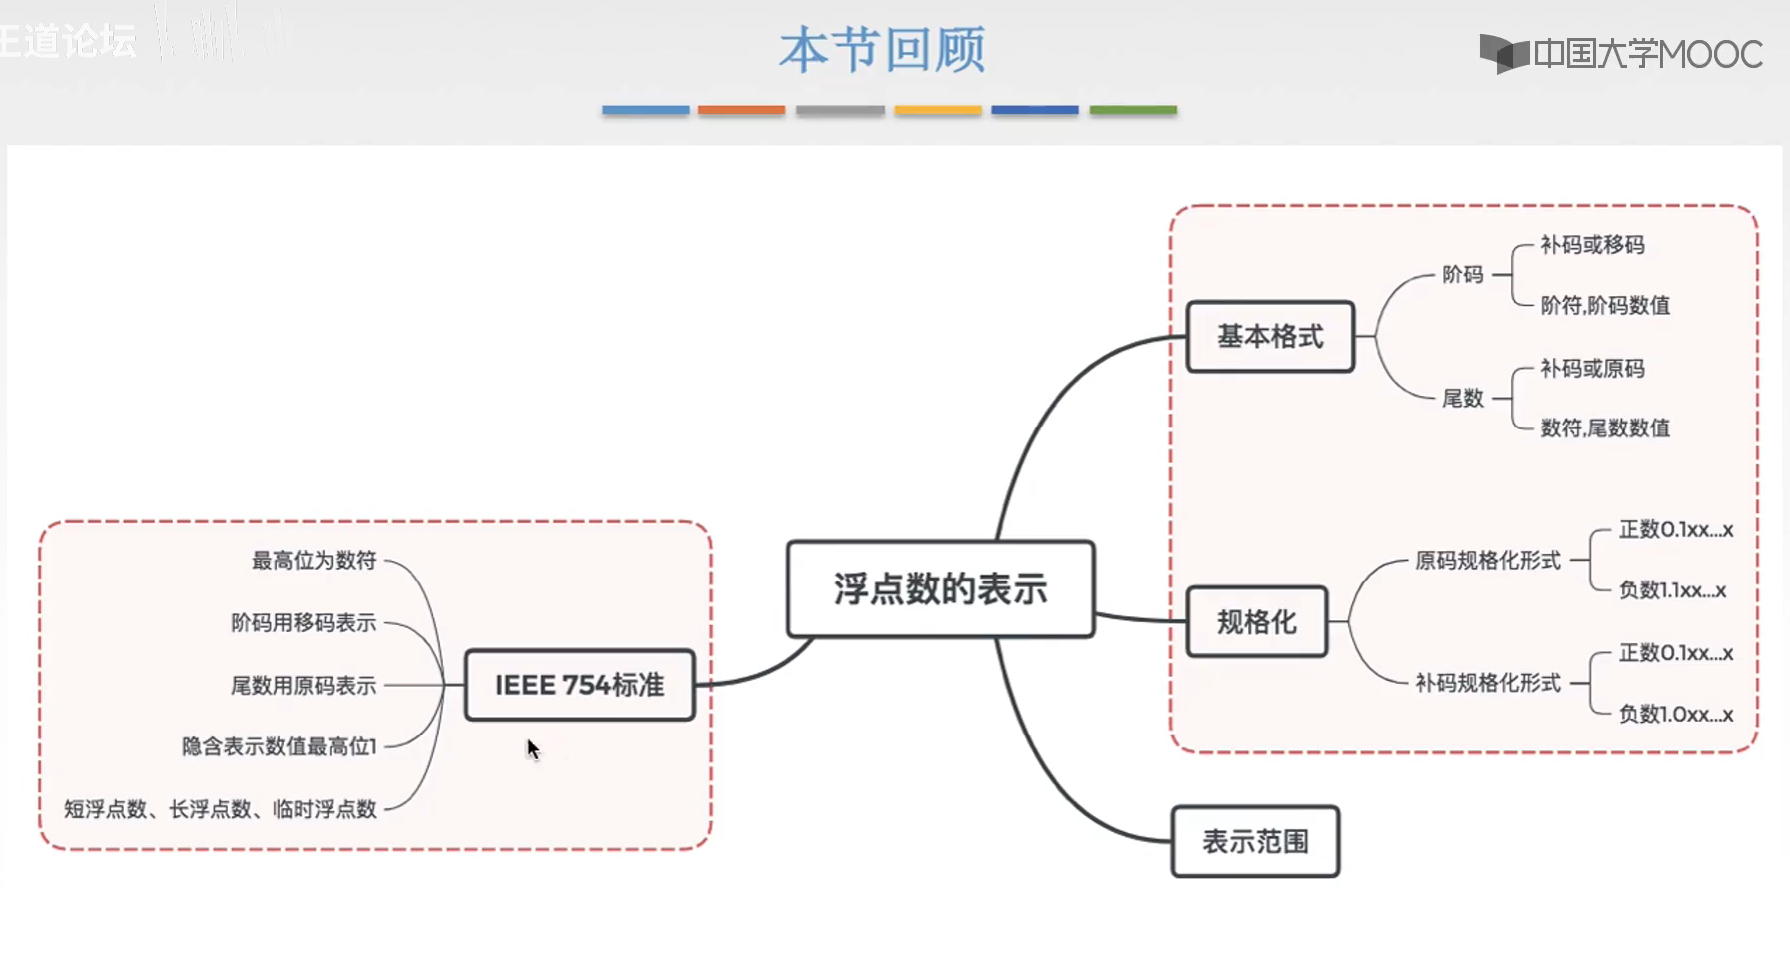 王道论坛
本节回顾
中国大学MOOC
浮点数的表示
基本格式
阶码
补码或移码
阶符,阶码数值
尾数
补码或原码
数符,尾数数值
规格化
原码规格化形式
正数0.1xx...x
负数1.1xx...x
补码规格化形式
正数0.1xx...x
负数1.0xx...x
表示范围
IEEE 754标准
最高位为数符
阶码用移码表示
尾数用原码表示
隐含表示数值最高位1
短浮点数、长浮点数、临时浮点数